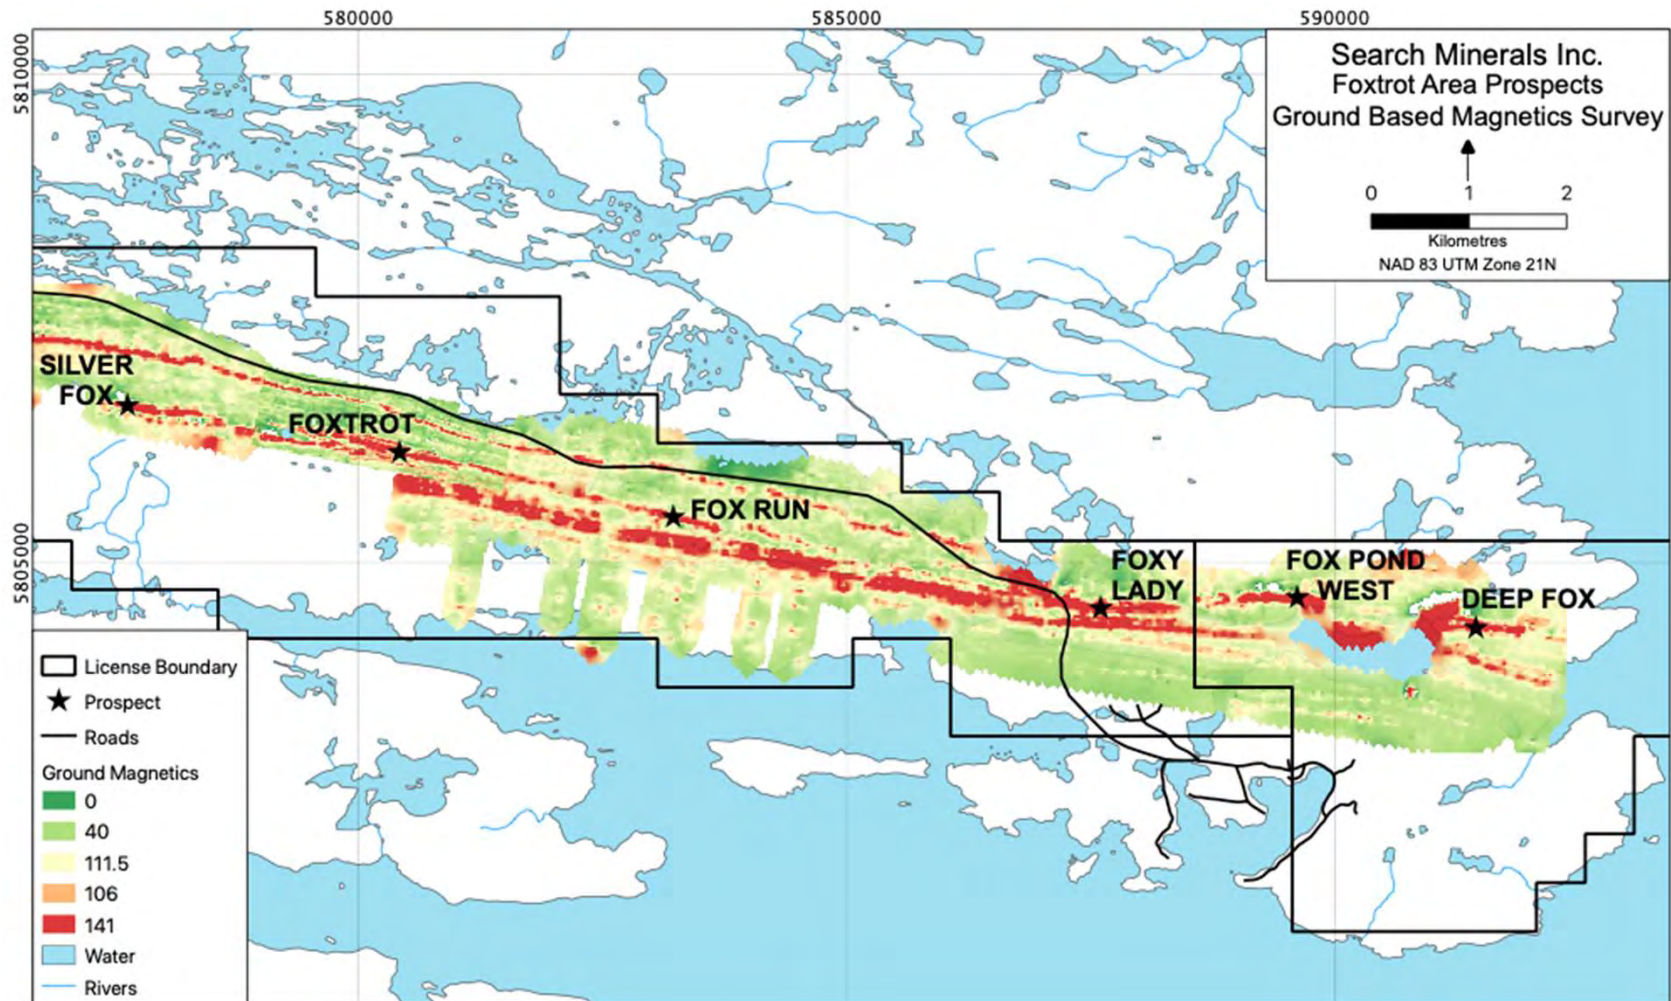 580000
585000
590000
5810000
5805000
Search Minerals Inc.
Foxtrot Area Prospects
Ground Based Magnetics Survey
0 1 2
Kilometres
NAD 83 UTM Zone 21N
SILVER
FOX
FOXTROT
FOX RUN
FOXY
LADY
FOX POND
WEST
DEEP FOX
License Boundary
Prospect
Roads
Ground Magnetics
0
40
111.5
106
141
Water
Rivers